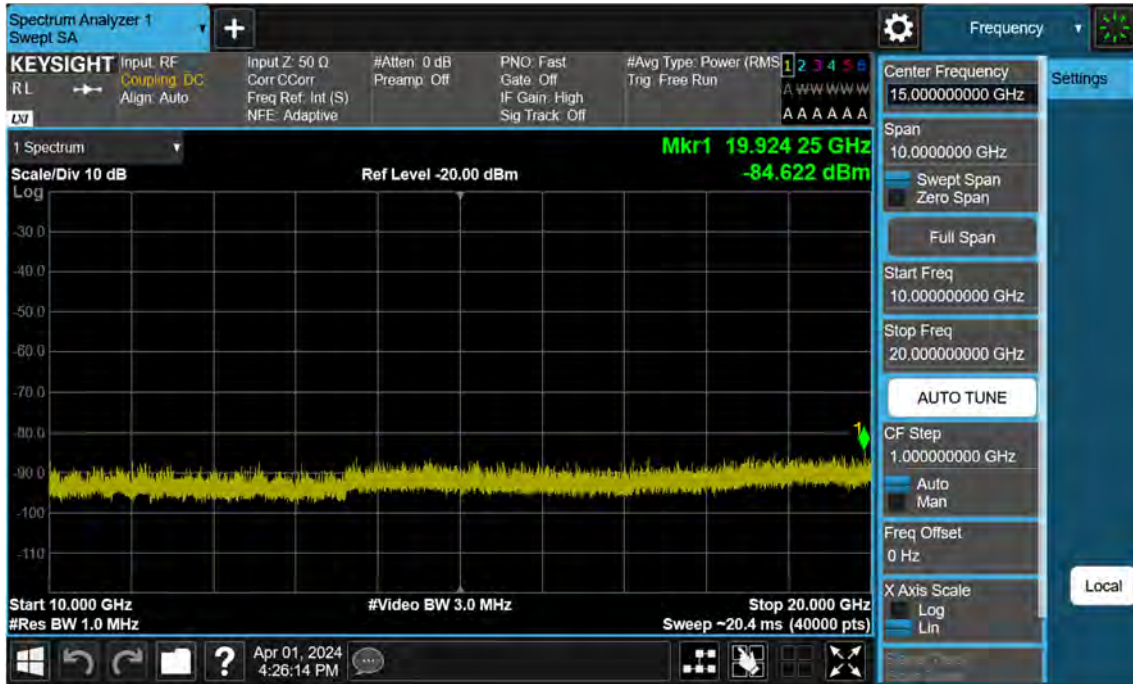 Spectrum Analyzer 1
Swept SA
+
Frequency
KEYSIGHT
RL
LXI
Input: RF
Coupling: DC
Align: Auto
Input Z: 50 Ω
Corr CCorr
Freq Ref: Int (S)
NFE: Adaptive
#Atten: 0 dB
Preamp: Off
PNO: Fast
Gate: Off
IF Gain: High
Sig Track: Off
#Avg Type: Power (RMS
Trig: Free Run
1 2 3 4 5 6
A W W W W W
A A A A A A
1 Spectrum
Scale/Div 10 dB
Ref Level -20.00 dBm
Mkr1 19.924 25 GHz
-84.622 dBm
Log
-30.0
-40.0
-50.0
-60.0
-70.0
-80.0
-90.0
-100
-110
1
Start 10.000 GHz
#Res BW 1.0 MHz
#Video BW 3.0 MHz
Stop 20.000 GHz
Sweep ~20.4 ms (40000 pts)
Center Frequency
15.000000000 GHz
Settings
Span
10.0000000 GHz
Swept Span
Zero Span
Full Span
Start Freq
10.000000000 GHz
Stop Freq
20.000000000 GHz
AUTO TUNE
CF Step
1.000000000 GHz
Auto
Man
Freq Offset
0 Hz
X Axis Scale
Log
Lin
Local
?
Apr 01, 2024
4:26:14 PM